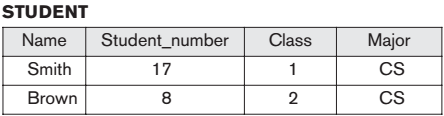 STUDENT
Name Student_number Class Major
Smith 17 1 CS
Brown 8 2 CS